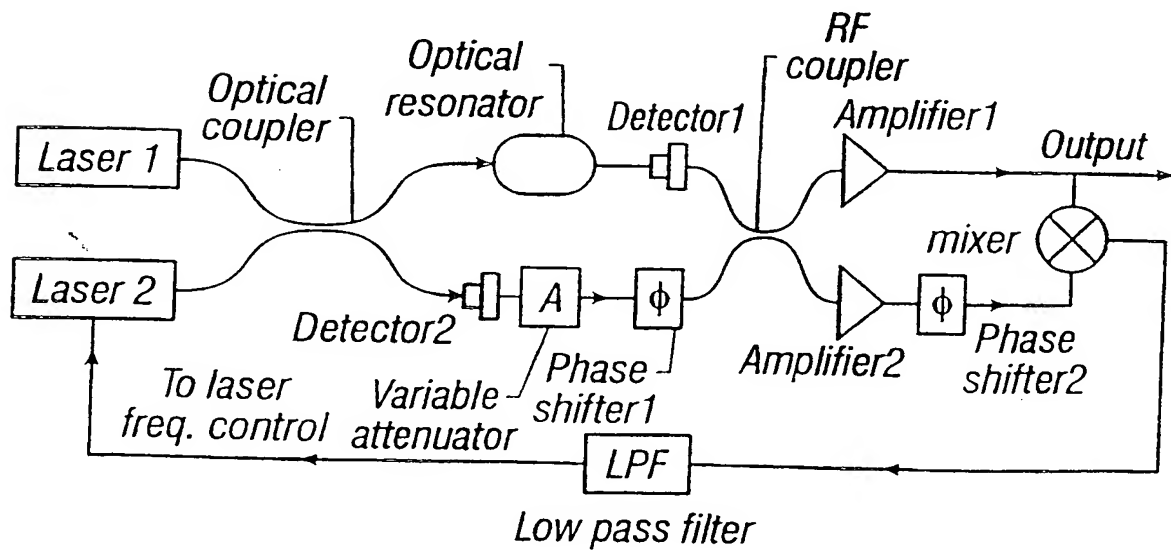 RF
coupler
Optical
resonator
Optical
coupler
Detector1
Amplifier1
Output
Laser 1
mixer
Laser 2
A
ϕ
ϕ
Detector2
Amplifier2
Phase
shifter2
Phase
shifter1
Variable
attenuator
To laser
freq. control
LPF
Low pass filter